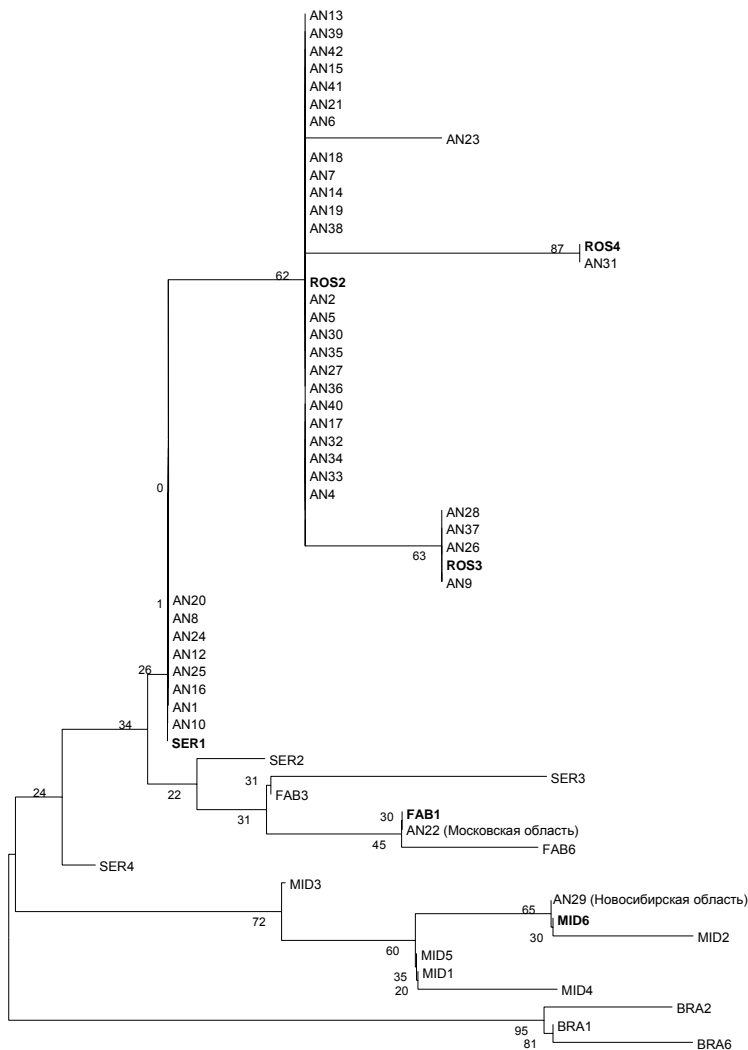 AN13
AN39
AN42
AN15
AN41
AN21
AN6
AN23
AN18
AN7
AN14
AN19
AN38
87 ROS4
AN31
62
ROS2
AN2
AN5
AN30
AN35
AN27
AN36
AN40
AN17
AN32
AN34
AN33
AN4
0
AN28
AN37
AN26
63
ROS3
AN9
1
AN20
AN8
AN24
AN12
26
AN25
AN16
AN1
AN10
34
SER1
SER2
22
31
SER3
FAB3
31
30
FAB1
AN22 (Московская область)
45
FAB6
24
SER4
MID3
72
AN29 (Новосибирская область)
65
MID6
30
MID2
60
MID5
35
MID1
20
MID4
BRA2
95
BRA1
81
BRA6